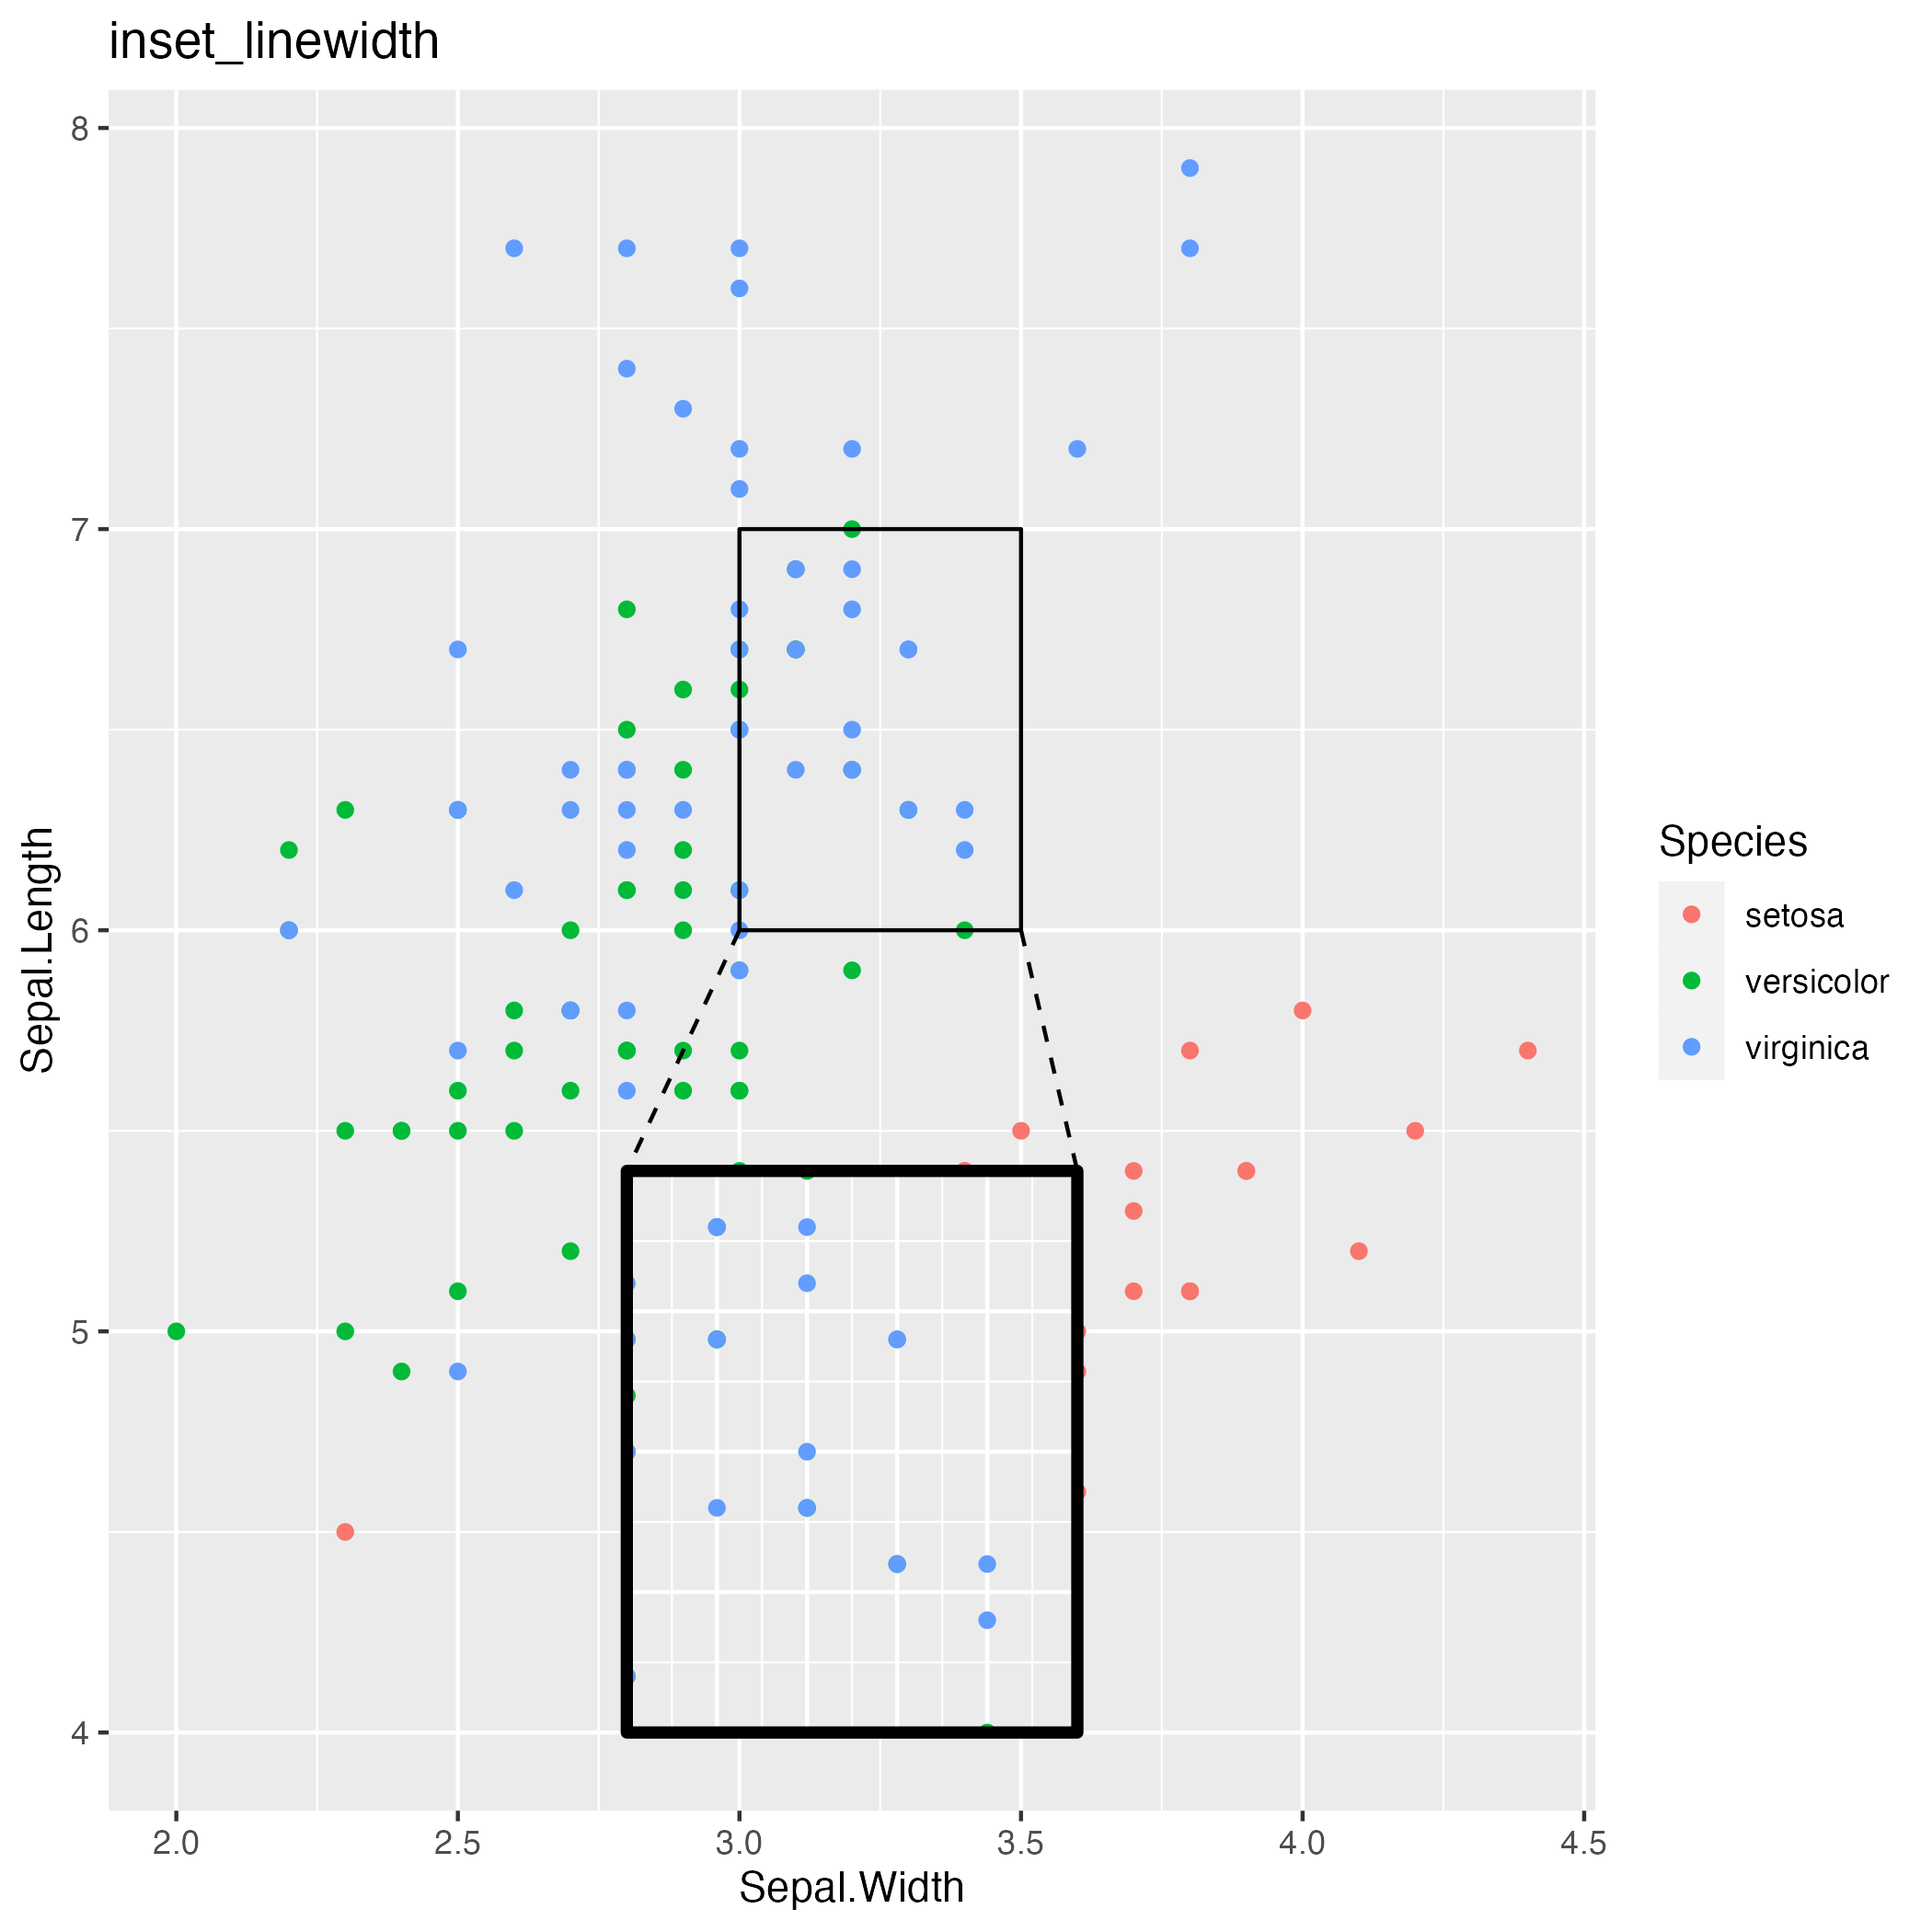 inset_linewidth
8
7
6
5
4
Sepal.Length
2.0 2.5 3.0 3.5 4.0 4.5
Sepal.Width
Species
setosa
versicolor
virginica